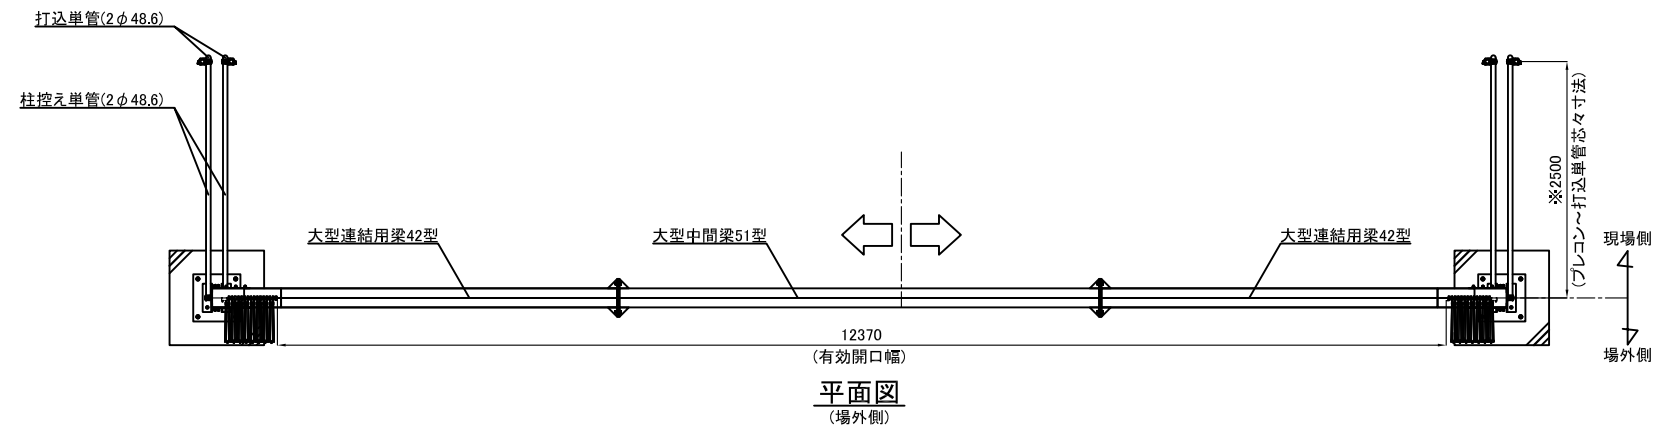 打込単管(2φ48.6)
柱控え単管(2φ48.6)
大型連結用梁42型
大型中間梁51型
大型連結用梁42型
※2500
(プレコン～打込単管芯々寸法)
現場側
場外側
12370
(有効開口幅)
平面図
(場外側)